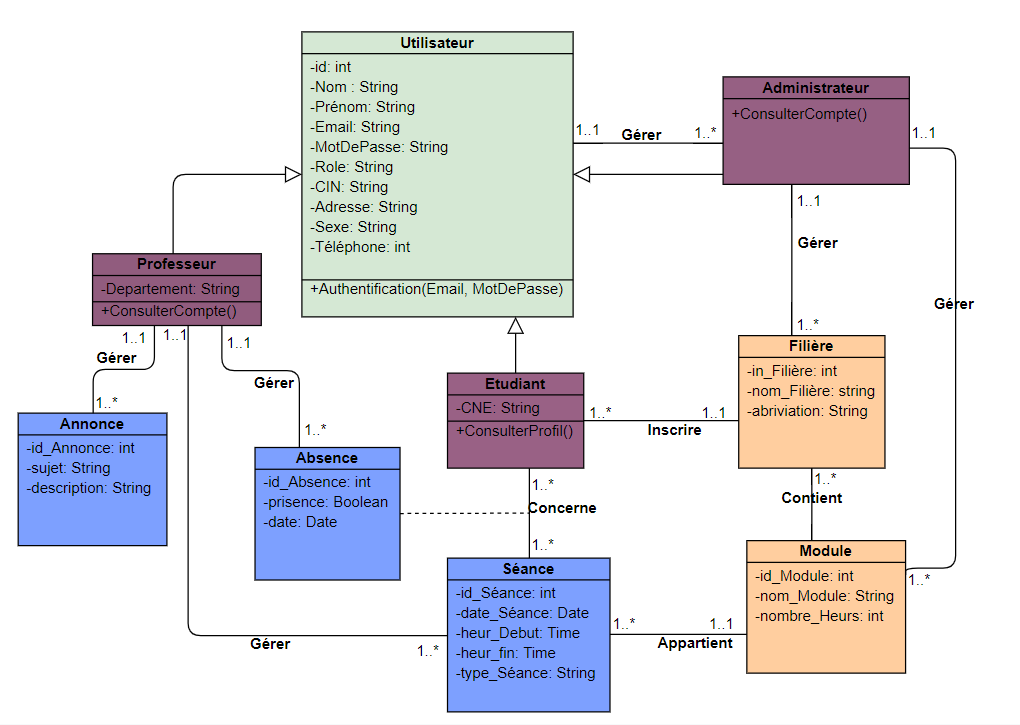 Utilisateur
-id: int
-Nom : String
-Prénom: String
-Email: String
-MotDePasse: String
-Role: String
-CIN: String
-Adresse: String
-Sexe: String
-Téléphone: int
+Authentification(Email, MotDePasse)
1..1
Gérer
1..*
Administrateur
+ConsulterCompte()
1..1
1..1
Gérer
1..*
Gérer
1..*
Professeur
-Departement: String
+ConsulterCompte()
1..1
Gérer
1..*
1..1
1..1
Gérer
1..*
Etudiant
-CNE: String
+ConsulterProfil()
1..*
Inscrire
1..1
Filière
-in_Filière: int
-nom_Filière: string
-abriviation: String
Annonce
-id_Annonce: int
-sujet: String
-description: String
Absence
-id_Absence: int
-prisence: Boolean
-date: Date
1..*
Concerne
1..*
1..*
Contient
Séance
-id_Séance: int
-date_Séance: Date
-heur_Debut: Time
-heur_fin: Time
-type_Séance: String
Module
-id_Module: int
-nom_Module: String
-nombre_Heurs: int
1..*
Appartient
1..1
Gérer
1..*